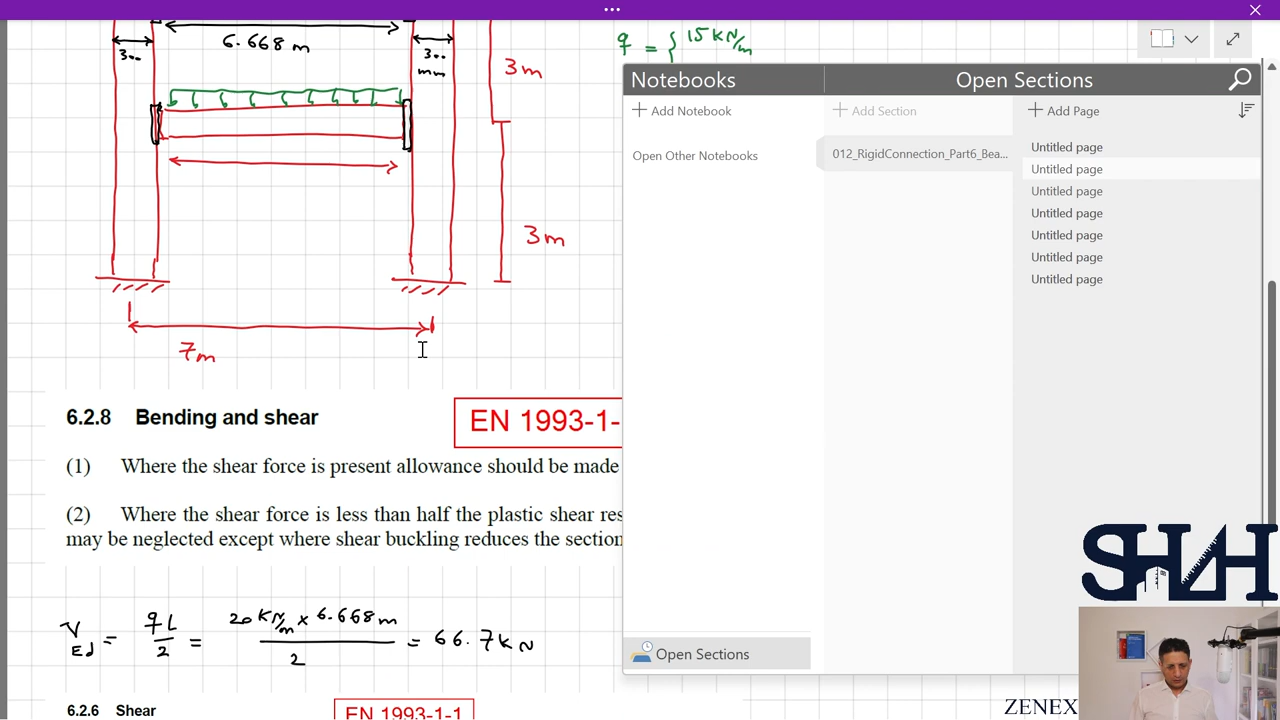 6.668 m
300
300
mm
q = { 15 kN/m
3m
3m
7m
6.2.8 Bending and shear
EN 1993-1-
(1) Where the shear force is present allowance should be made
(2) Where the shear force is less than half the plastic shear res
may be neglected except where shear buckling reduces the section
V Ed = qL/2 = 20 kN/m × 6.668 m / 2 = 66.7 kN
6.2.6 Shear
EN 1993-1-1
Notebooks
Open Sections
+ Add Notebook
+ Add Section
+ Add Page
Open Other Notebooks
012_RigidConnection_Part6_Bea...
Untitled page
Untitled page
Untitled page
Untitled page
Untitled page
Untitled page
Untitled page
Open Sections
ZENEX